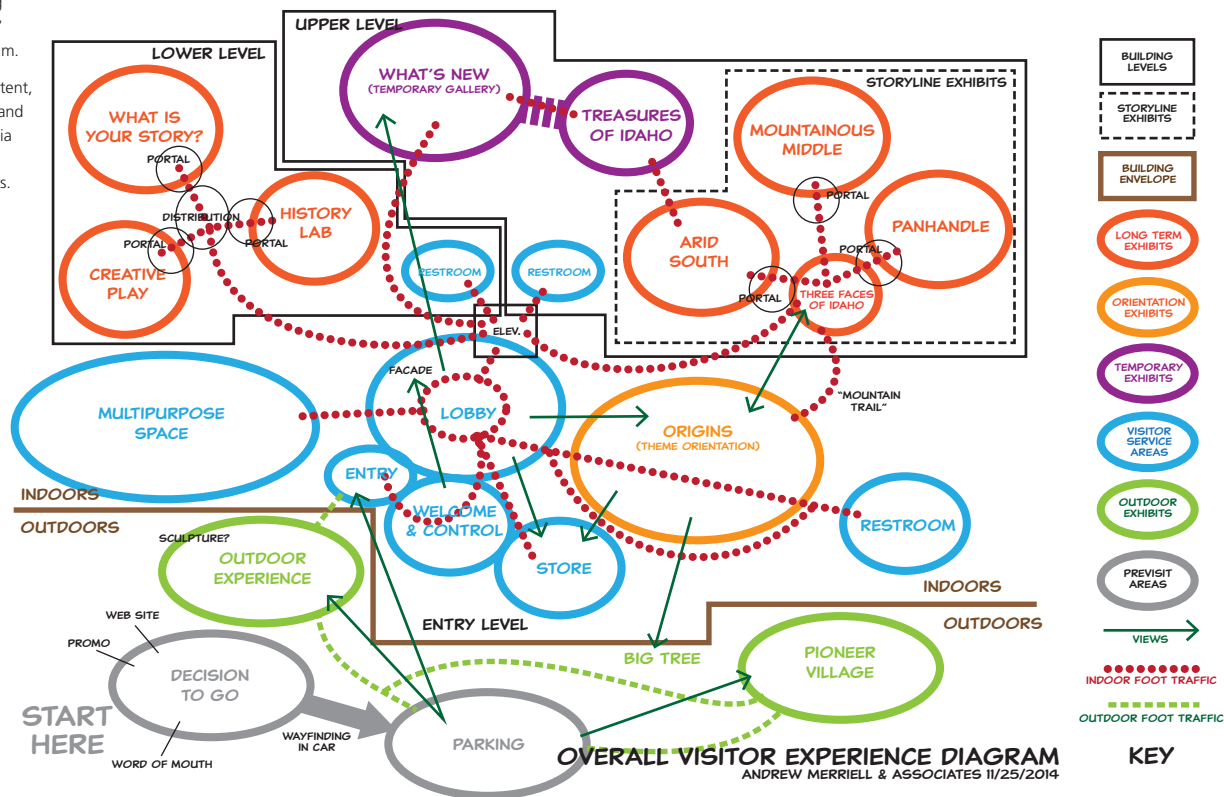 m.
tent,
and
ia
s.
UPPER LEVEL
LOWER LEVEL
WHAT'S NEW
(TEMPORARY GALLERY)
TREASURES
OF IDAHO
STORYLINE EXHIBITS
MOUNTAINOUS
MIDDLE
PORTAL
PANHANDLE
ARID
SOUTH
PORTAL
PORTAL
THREE FACES
OF IDAHO
WHAT IS
YOUR STORY?
PORTAL
DISTRIBUTION
HISTORY
LAB
PORTAL
PORTAL
CREATIVE
PLAY
RESTROOM
RESTROOM
ELEV.
FACADE
LOBBY
MULTIPURPOSE
SPACE
ORIGINS
(THEME ORIENTATION)
"MOUNTAIN
TRAIL"
ENTRY
WELCOME
& CONTROL
STORE
RESTROOM
INDOORS
OUTDOORS
SCULPTURE?
OUTDOOR
EXPERIENCE
ENTRY LEVEL
INDOORS
OUTDOORS
BIG TREE
PIONEER
VILLAGE
WEB SITE
PROMO
DECISION
TO GO
START
HERE
WORD OF MOUTH
WAYFINDING
IN CAR
PARKING
OVERALL VISITOR EXPERIENCE DIAGRAM
ANDREW MERRIELL & ASSOCIATES 11/25/2014
BUILDING
LEVELS
STORYLINE
EXHIBITS
BUILDING
ENVELOPE
LONG TERM
EXHIBITS
ORIENTATION
EXHIBITS
TEMPORARY
EXHIBITS
VISITOR
SERVICE
AREAS
OUTDOOR
EXHIBITS
PREVISIT
AREAS
VIEWS
INDOOR FOOT TRAFFIC
OUTDOOR FOOT TRAFFIC
KEY